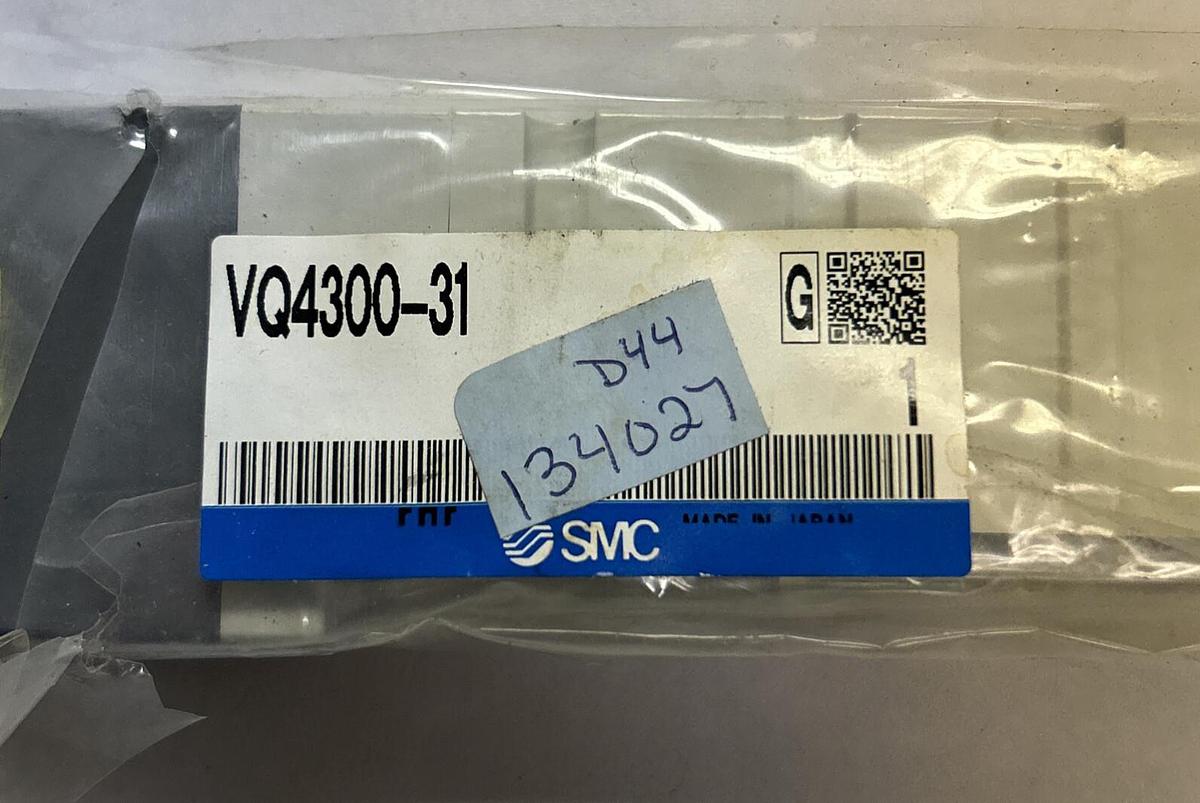 VQ4300-31
G
D44
134027
1
SMC
MADE IN JAPAN